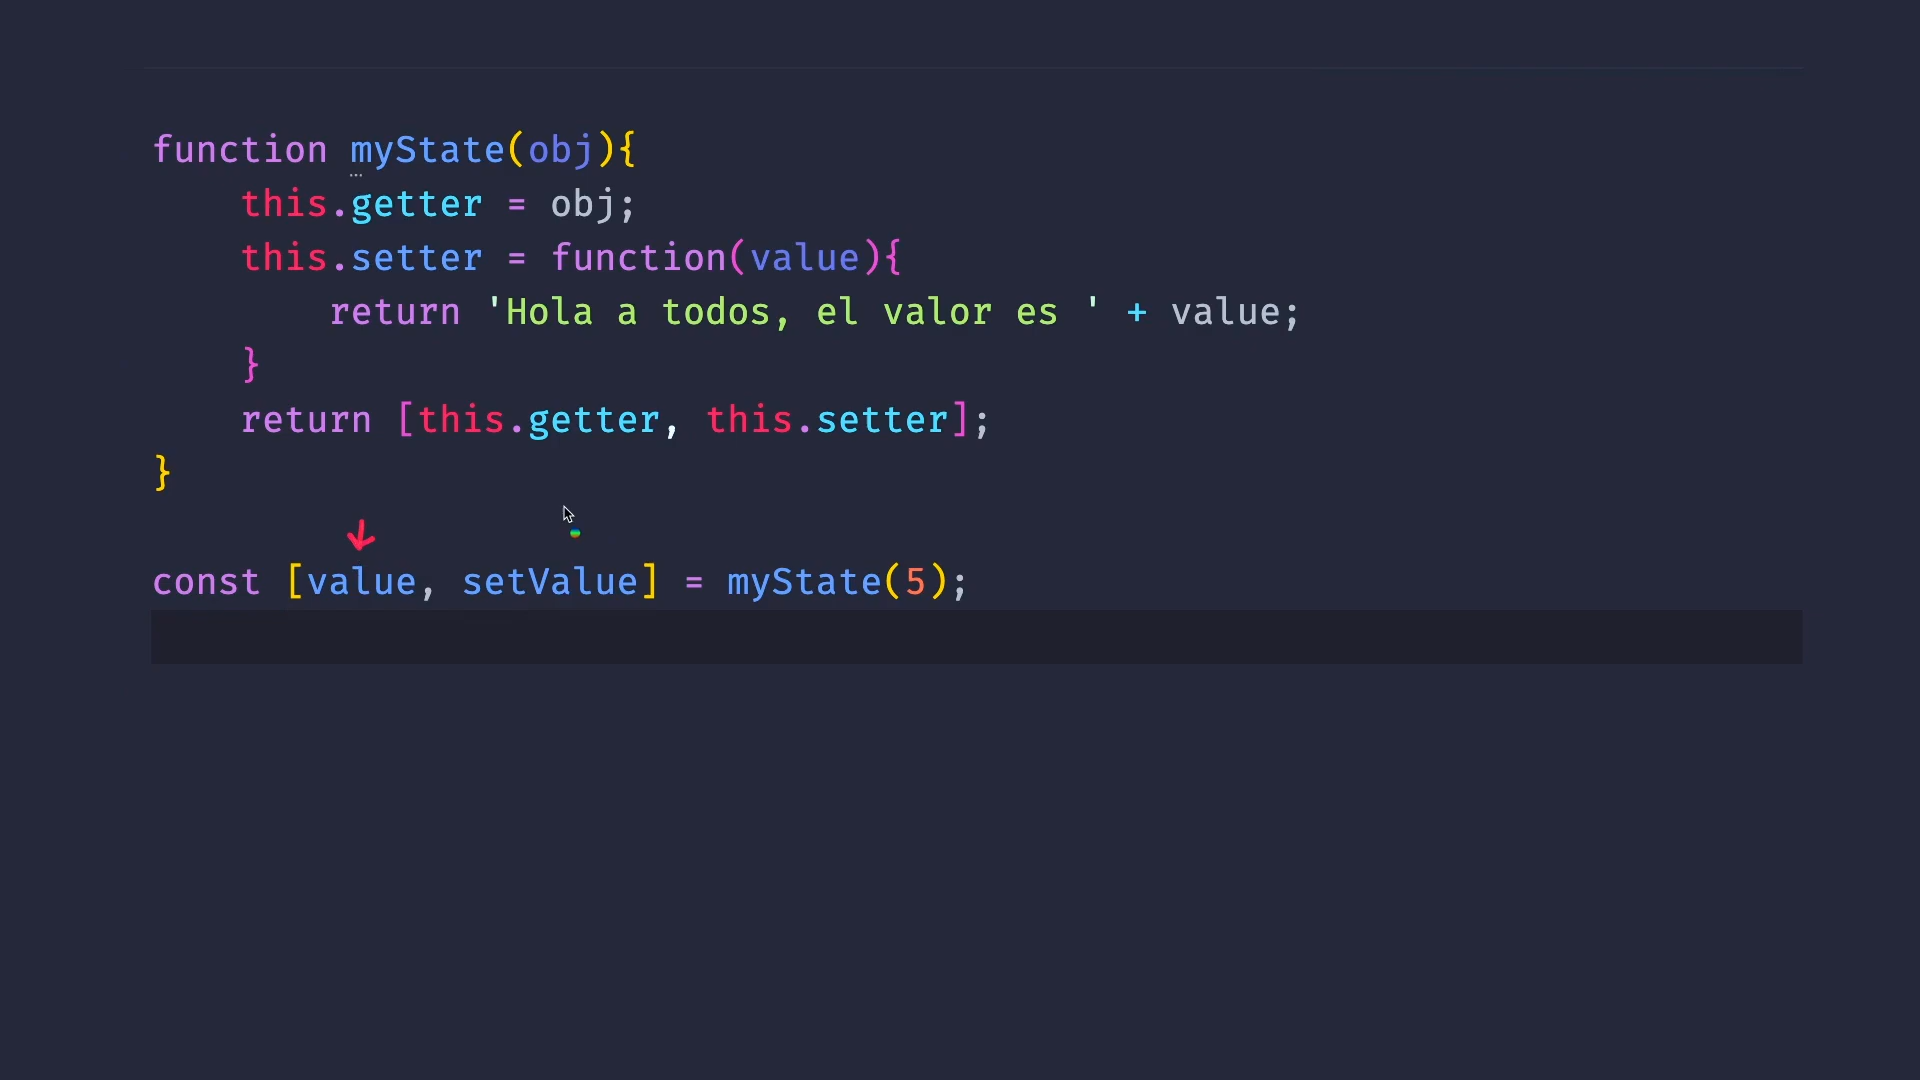 function myState(obj){
    this.getter = obj;
    this.setter = function(value){
        return 'Hola a todos, el valor es ' + value;
    }
    return [this.getter, this.setter];
}
const [value, setValue] = myState(5);